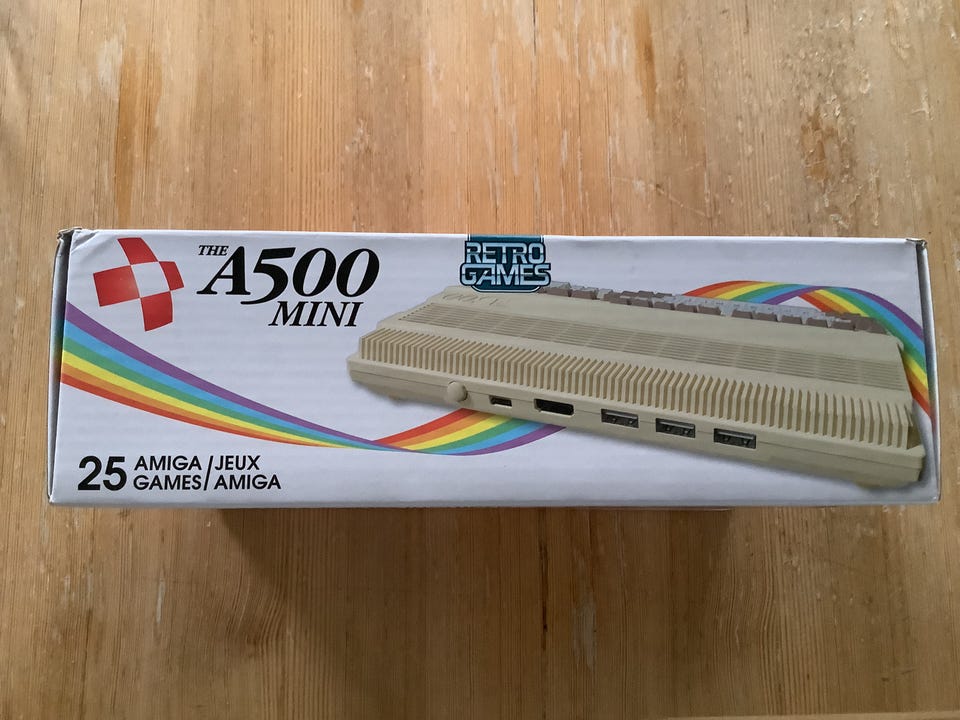 THE
A500
MINI
RETRO
GAMES
25 AMIGA / JEUX
GAMES / AMIGA